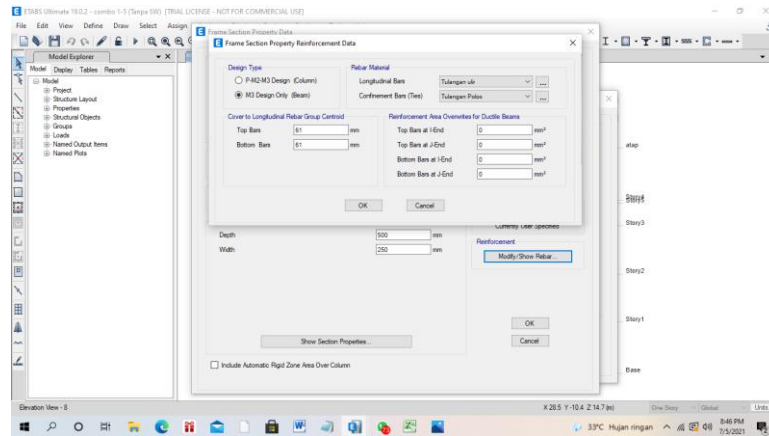 ETABS Ultimate 19.0.2 - combo 1-5 (Tanpa SW) [TRIAL LICENSE - NOT FOR COMMERCIAL USE]
File Edit View Define Draw Select Assign
Frame Section Property Data
Frame Section Property Reinforcement Data
Model Explorer
Model Display Tables Reports
Model
Project
Structure Layout
Properties
Structural Objects
Groups
Loads
Named Output Items
Named Plots
Design Type
P-M2-M3 Design (Column)
M3 Design Only (Beam)
Rebar Material
Longitudinal Bars Tulangan ulir ...
Confinement Bars (Ties) Tulangan Polos ...
Cover to Longitudinal Rebar Group Centroid
Top Bars 61 mm
Bottom Bars 61 mm
Reinforcement Area Overwrites for Ductile Beams
Top Bars at I-End 0 mm²
Top Bars at J-End 0 mm²
Bottom Bars at I-End 0 mm²
Bottom Bars at J-End 0 mm²
OK Cancel
Currently User Specified
Depth 500 mm
Width 250 mm
Reinforcement
Modify/Show Rebar...
Show Section Properties...
OK
Cancel
Include Automatic Rigid Zone Area Over Column
atap
Story3
Story2
Story1
Base
Elevation View - 8
X 28.5 Y -10.4 Z 14.7 (m)
One Story Global Units
33°C Hujan ringan
8:46 PM
7/5/2021